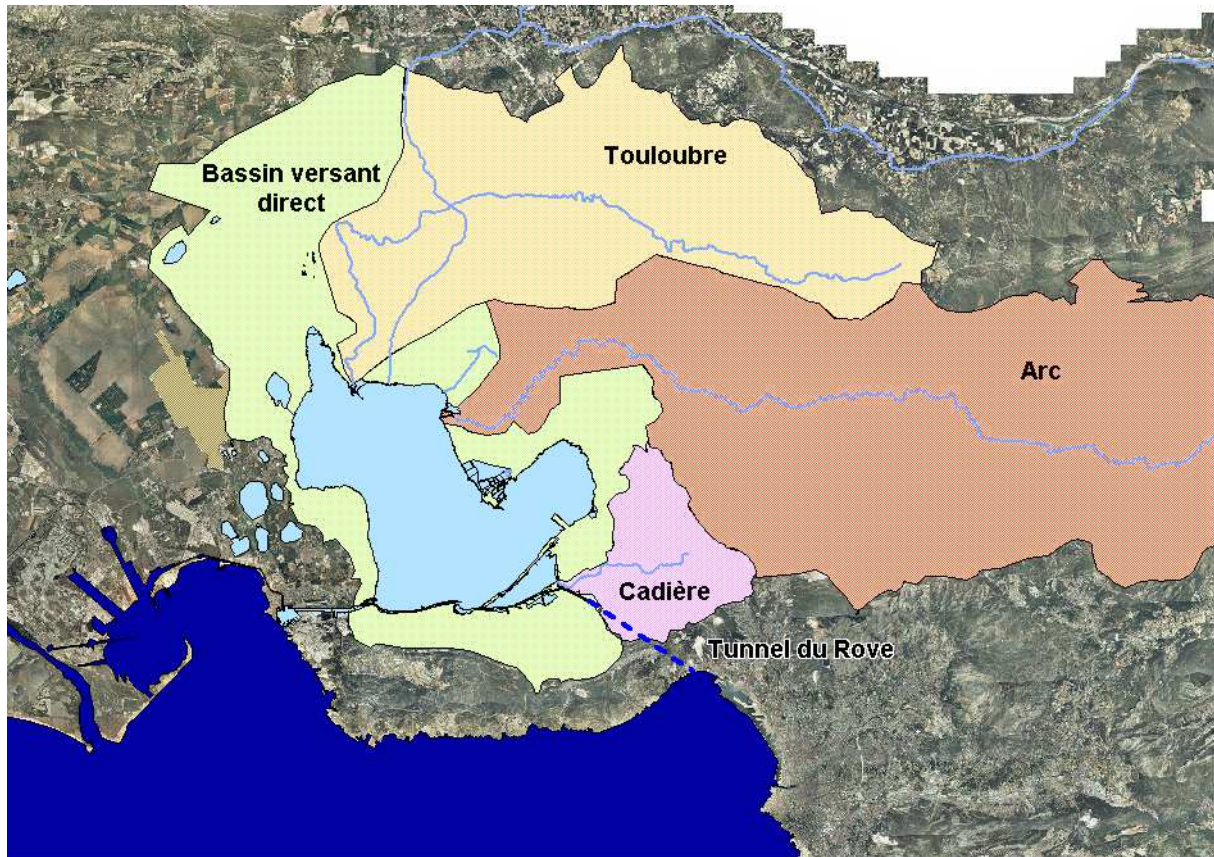 Bassin versant
direct
Touloubre
Arc
Cadière
Tunnel du Rove